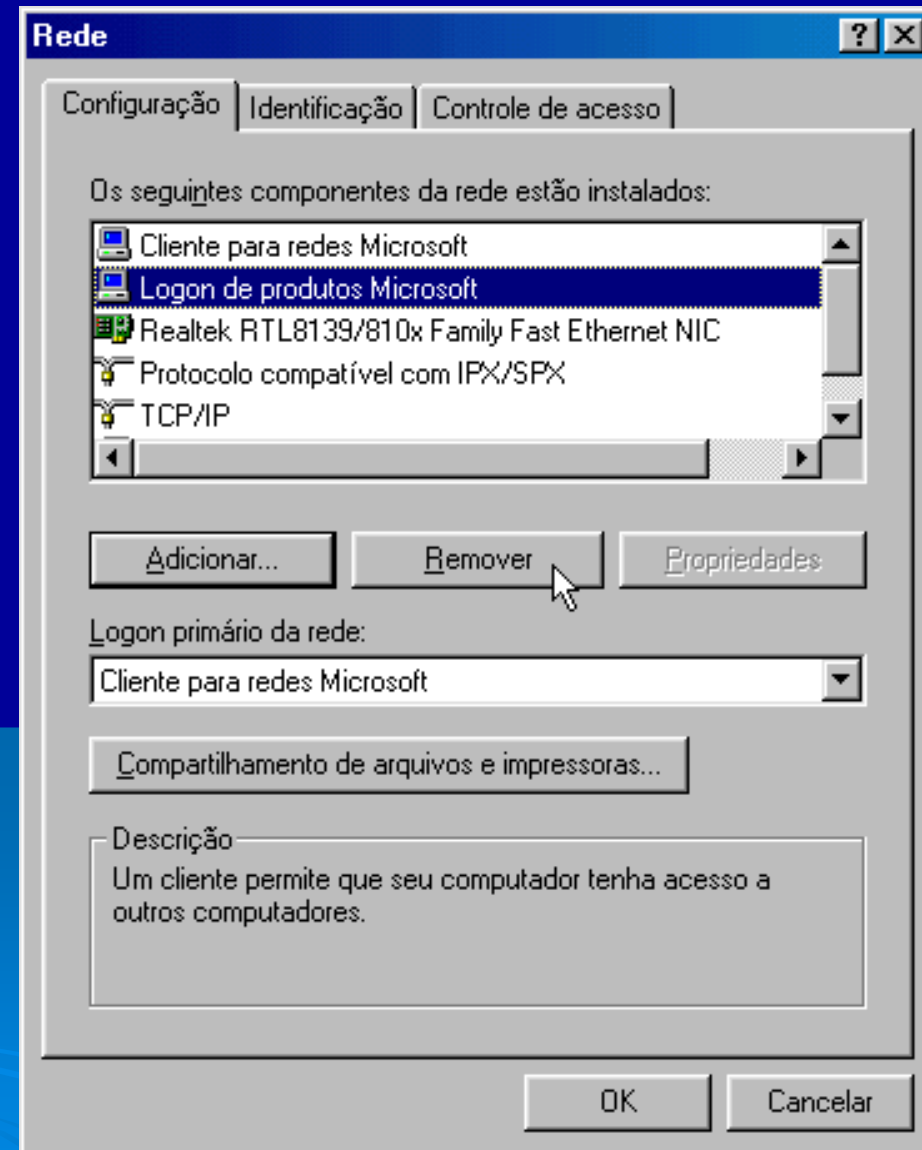 Rede
Configuração Identificação Controle de acesso
Os seguintes componentes da rede estão instalados:
Cliente para redes Microsoft
Logon de produtos Microsoft
Realtek RTL8139/810x Family Fast Ethernet NIC
Protocolo compatível com IPX/SPX
TCP/IP
Adicionar... Remover Propriedades
Logon primário da rede:
Cliente para redes Microsoft
Compartilhamento de arquivos e impressoras...
Descrição
Um cliente permite que seu computador tenha acesso a
outros computadores.
OK Cancelar